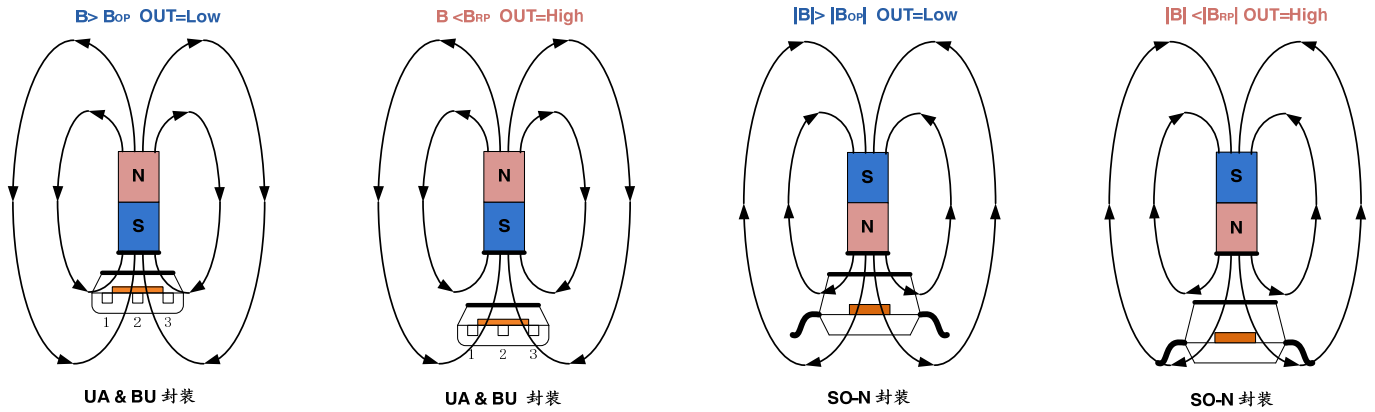 B> BOP OUT=Low
B <BRP OUT=High
|B|> |BOP| OUT=Low
|B| <|BRP| OUT=High
N
S
1 2 3
UA & BU 封装
N
S
1 2 3
UA & BU 封装
S
N
SO-N 封装
S
N
SO-N 封装